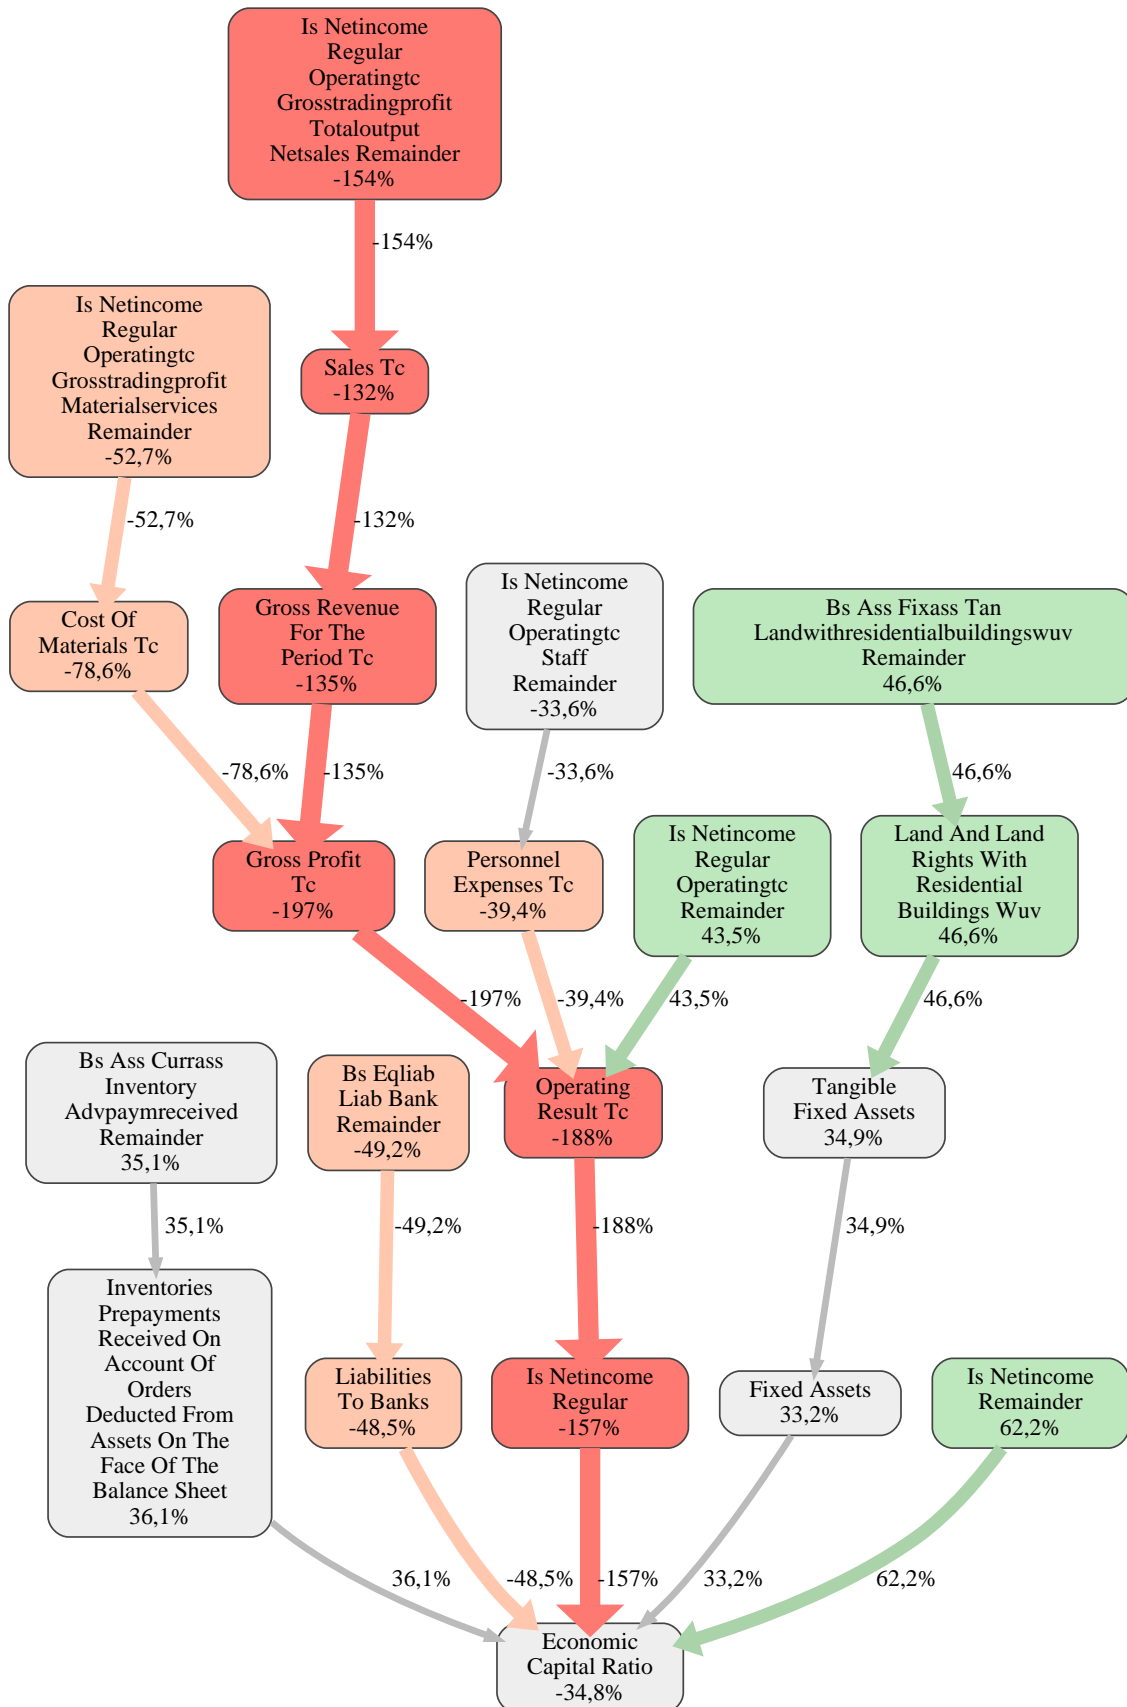 Is Netincome
Regular
Operatingtc
Grosstradingprofit
Totaloutput
Netsales Remainder
-154%
-154%
Is Netincome
Regular
Operatingtc
Grosstradingprofit
Materialservices
Remainder
-52,7%
Sales Tc
-132%
-52,7%
-132%
Cost Of
Materials Tc
-78,6%
Gross Revenue
For The
Period Tc
-135%
Is Netincome
Regular
Operatingtc
Staff
Remainder
-33,6%
Bs Ass Fixass Tan
Landwithresidentialbuildingswuv
Remainder
46,6%
-78,6%
-135%
-33,6%
46,6%
Gross Profit
Tc
-197%
Personnel
Expenses Tc
-39,4%
Is Netincome
Regular
Operatingtc
Remainder
43,5%
Land And Land
Rights With
Residential
Buildings Wuv
46,6%
-197%
-39,4%
43,5%
46,6%
Bs Ass Currass
Inventory
Advpaymreceived
Remainder
35,1%
Bs Eqliab
Liab Bank
Remainder
-49,2%
Operating
Result Tc
-188%
Tangible
Fixed Assets
34,9%
35,1%
-49,2%
-188%
34,9%
Inventories
Prepayments
Received On
Account Of
Orders
Deducted From
Assets On The
Face Of The
Balance Sheet
36,1%
Liabilities
To Banks
-48,5%
Is Netincome
Regular
-157%
Fixed Assets
33,2%
Is Netincome
Remainder
62,2%
36,1%
-48,5%
-157%
33,2%
62,2%
Economic
Capital Ratio
-34,8%